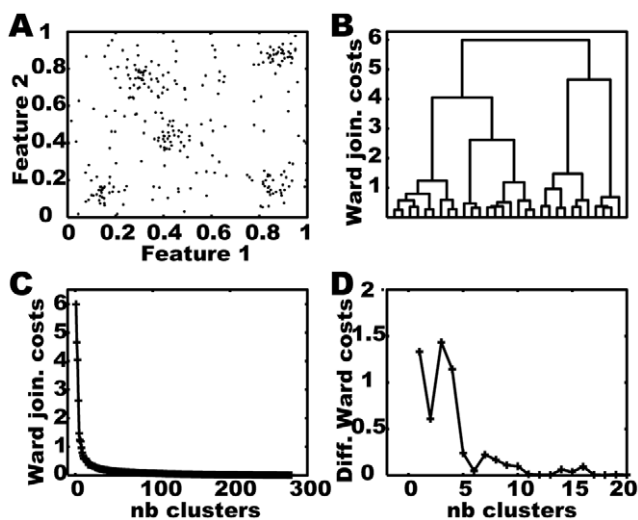 A
Feature 2
1
0.8
0.6
0.4
0.2
0
0 0.2 0.4 0.6 0.8 1
Feature 1
B
Ward join. costs
6
5
4
3
2
1
C
Ward join. costs
6
5
4
3
2
1
0
0 100 200 300
nb clusters
D
Diff. Ward costs
2
1.5
1
0.5
0
0 5 10 15 20
nb clusters